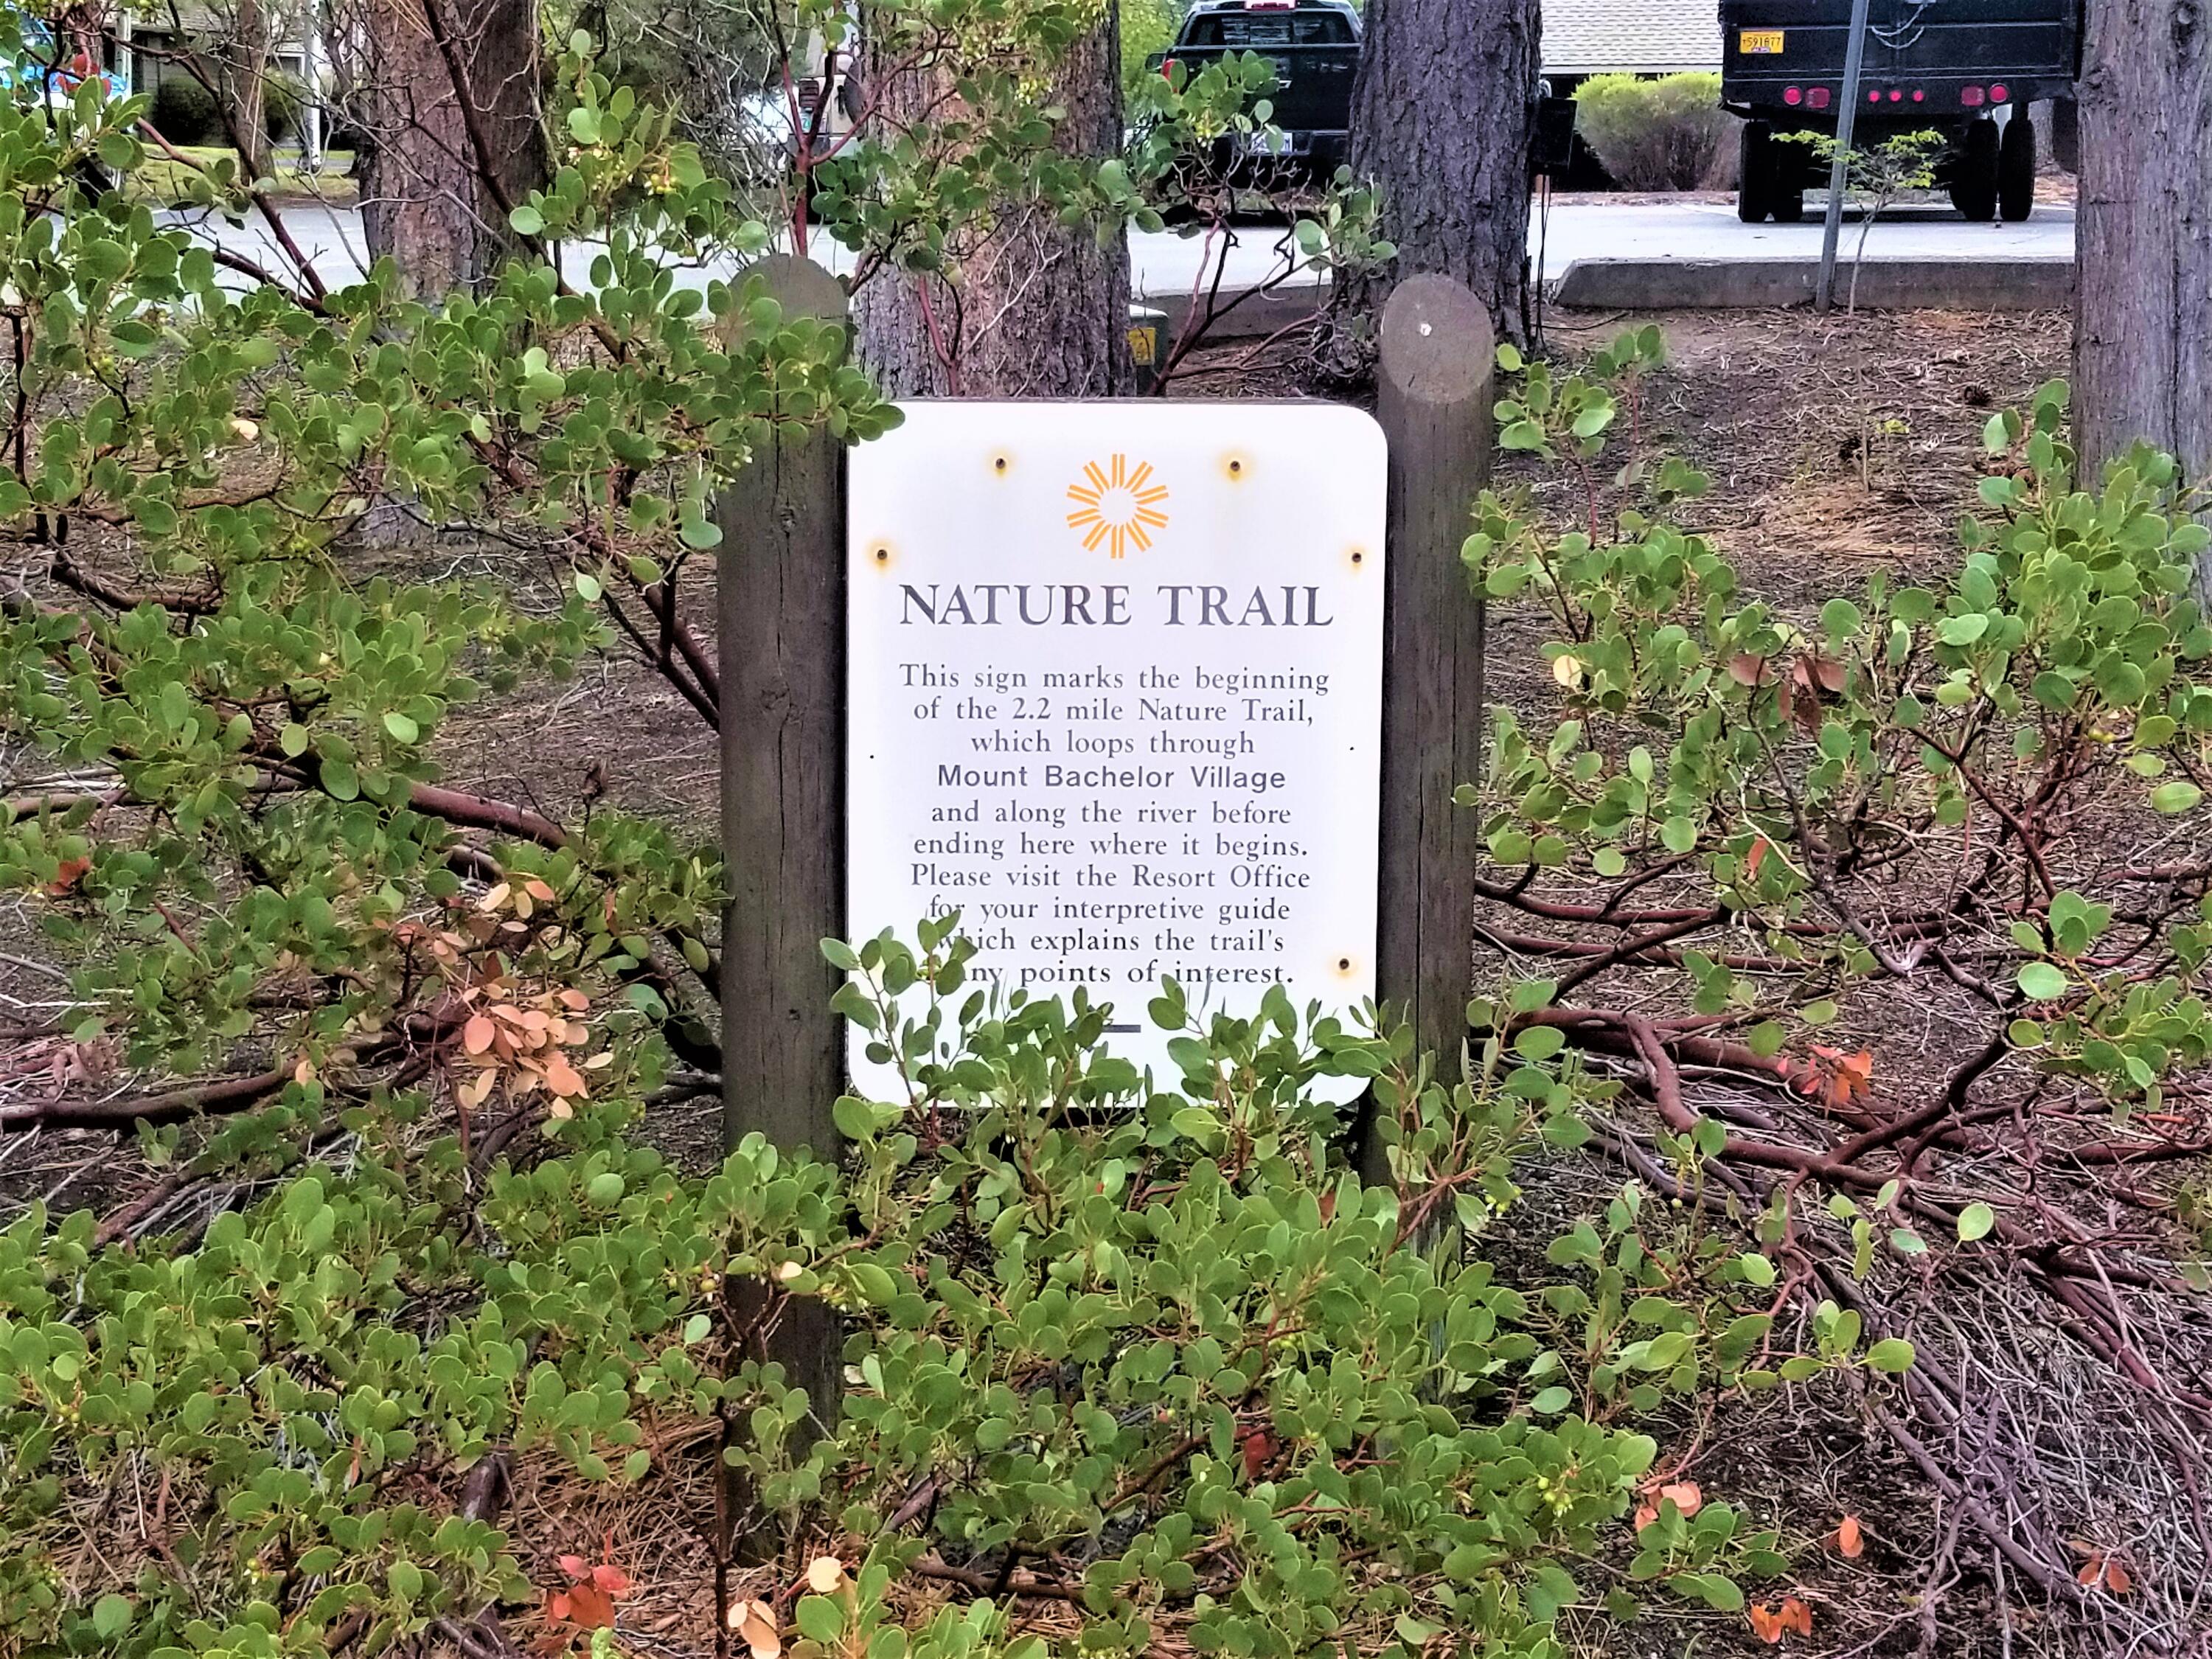 NATURE TRAIL
This sign marks the beginning
of the 2.2 mile Nature Trail,
which loops through
Mount Bachelor Village
and along the river before
ending here where it begins.
Please visit the Resort Office
for your interpretive guide
which explains the trail's
points of interest.